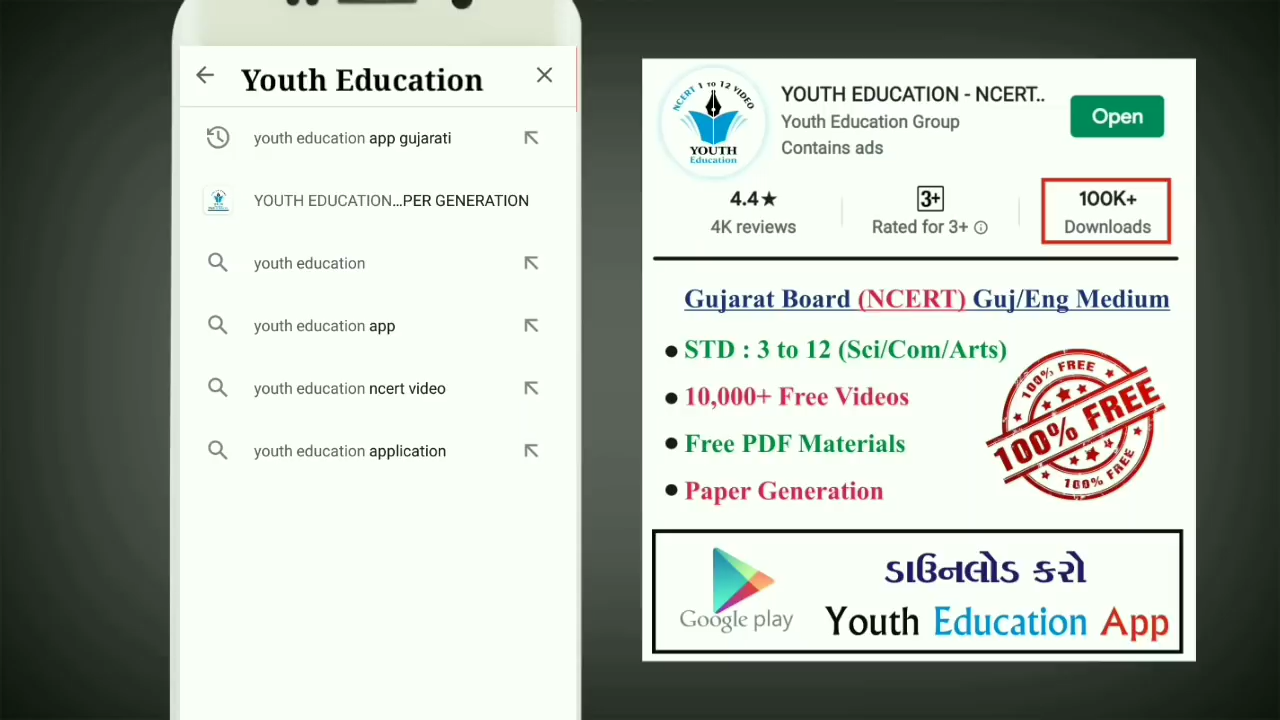 Youth Education
youth education app gujarati
YOUTH EDUCATION...PER GENERATION
youth education
youth education app
youth education ncert video
youth education application
NCERT 1 TO 12 VIDEO
YOUTH
Education
YOUTH EDUCATION - NCERT..
Youth Education Group
Contains ads
Open
4.4★
4K reviews
3+
Rated for 3+
100K+
Downloads
Gujarat Board (NCERT) Guj/Eng Medium
● STD : 3 to 12 (Sci/Com/Arts)
● 10,000+ Free Videos
● Free PDF Materials
● Paper Generation
100% FREE
100% FREE
100% FREE
Google play
ડાઉનલોડ કરો
Youth Education App